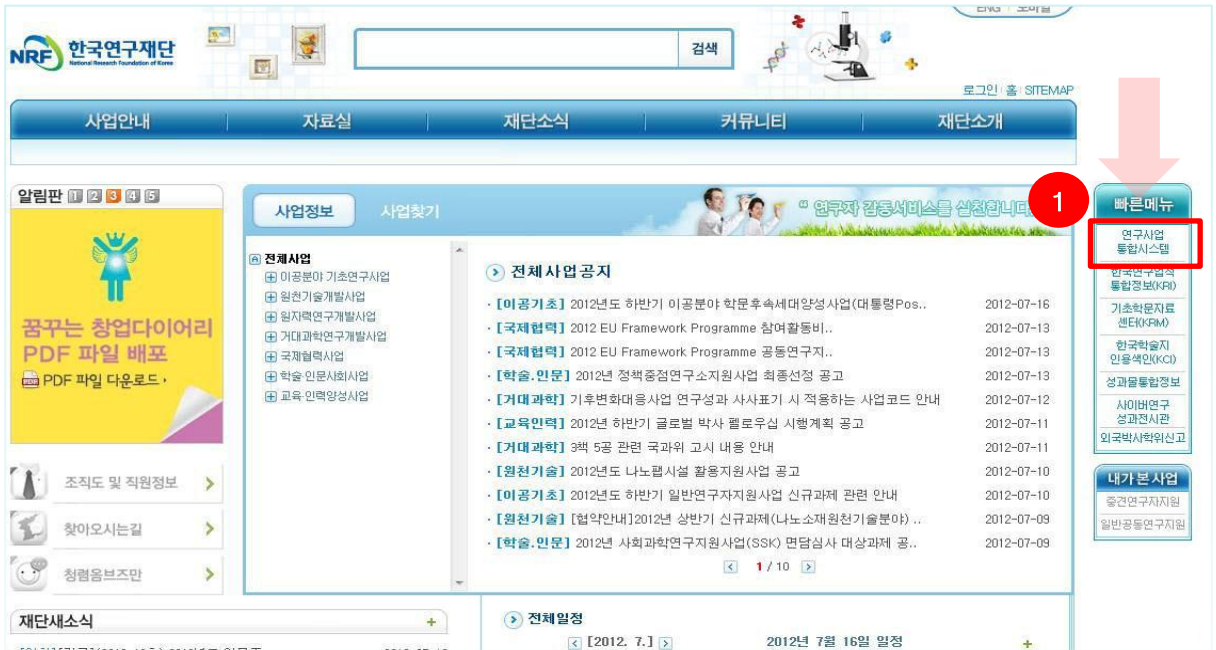 ENG 모바일
NRF 한국연구재단
National Research Foundation of Korea
검색
로그인 홈 SITEMAP
사업안내 자료실 재단소식 커뮤니티 재단소개
알림판 1 2 3 4 5
꿈꾸는 창업다이어리
PDF 파일 배포
PDF 파일 다운로드
조직도 및 직원정보
찾아오시는길
청렴옴브즈만
사업정보 사업찾기
“ 연구자 감동서비스를 실천합니다.
전체사업
이공분야 기초연구사업
원천기술개발사업
원자력연구개발사업
거대과학연구개발사업
국제협력사업
학술·인문사회사업
교육·인력양성사업
전체사업공지
· [이공기초] 2012년도 하반기 이공분야 학문후속세대양성사업(대통령Pos.. 2012-07-16
· [국제협력] 2012 EU Framework Programme 참여활동비.. 2012-07-13
· [국제협력] 2012 EU Framework Programme 공동연구지.. 2012-07-13
· [학술.인문] 2012년 정책중점연구소지원사업 최종선정 공고 2012-07-13
· [거대과학] 기후변화대응사업 연구성과 사사표기 시 적용하는 사업코드 안내 2012-07-12
· [교육인력] 2012년 하반기 글로벌 박사 펠로우십 시행계획 공고 2012-07-11
· [거대과학] 3책 5공 관련 국과위 고시 내용 안내 2012-07-11
· [원천기술] 2012년도 나노팹시설 활용지원사업 공고 2012-07-10
· [이공기초] 2012년도 하반기 일반연구자지원사업 신규과제 관련 안내 2012-07-10
· [원천기술] [협약안내]2012년 상반기 신규과제(나노소재원천기술분야) .. 2012-07-09
· [학술.인문] 2012년 사회과학연구지원사업(SSK) 면담심사 대상과제 공.. 2012-07-09
1 / 10
1
빠른메뉴
연구사업
통합시스템
한국연구업적
통합정보(KRI)
기초학문자료
센터(KRM)
한국학술지
인용색인(KCI)
성과물통합정보
사이버연구
성과전시관
외국박사학위신고
내가 본 사업
중견연구자지원
일반공동연구지원
재단새소식 +
전체일정
[2012. 7.] 2012년 7월 16일 일정 +